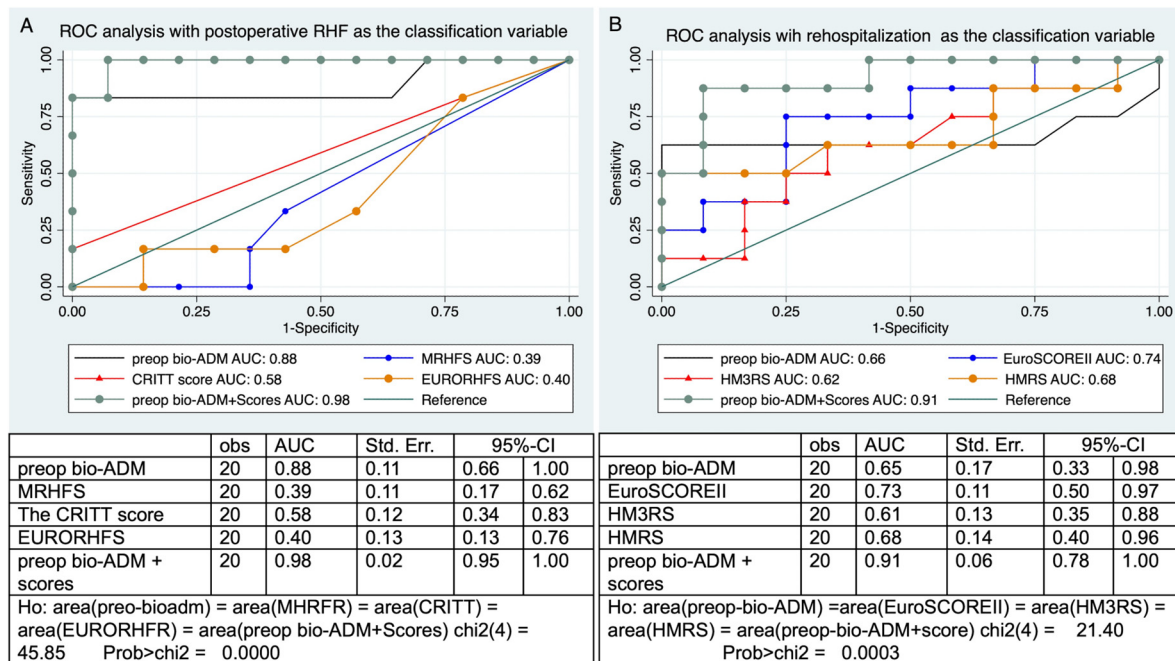 A
ROC analysis with postoperative RHF as the classification variable
Sensitivity
1.00
0.75
0.50
0.25
0.00
0.00 0.25 0.50 0.75 1.00
1-Specificity
preop bio-ADM AUC: 0.88 MRHFS AUC: 0.39
CRITT score AUC: 0.58 EURORHFS AUC: 0.40
preop bio-ADM+Scores AUC: 0.98 Reference
obs AUC Std. Err. 95%-CI
preop bio-ADM 20 0.88 0.11 0.66 1.00
MRHFS 20 0.39 0.11 0.17 0.62
The CRITT score 20 0.58 0.12 0.34 0.83
EURORHFS 20 0.40 0.13 0.13 0.76
preop bio-ADM + 20 0.98 0.02 0.95 1.00
scores
Ho: area(preo-bioadm) = area(MHRFR) = area(CRITT) =
area(EURORHFR) = area(preop bio-ADM+Scores) chi2(4) =
45.85 Prob>chi2 = 0.0000
B
ROC analysis wih rehospitalization as the classification variable
Sensitivity
1.00
0.75
0.50
0.25
0.00
0.00 0.25 0.50 0.75 1.00
1-Specificity
preop bio-ADM AUC: 0.66 EuroSCOREII AUC: 0.74
HM3RS AUC: 0.62 HMRS AUC: 0.68
preop bio-ADM+Scores AUC: 0.91 Reference
obs AUC Std. Err. 95%-CI
preop bio-ADM 20 0.65 0.17 0.33 0.98
EuroSCOREII 20 0.73 0.11 0.50 0.97
HM3RS 20 0.61 0.13 0.35 0.88
HMRS 20 0.68 0.14 0.40 0.96
preop bio-ADM + 20 0.91 0.06 0.78 1.00
scores
Ho: area(preop-bio-ADM) =area(EuroSCOREII) = area(HM3RS) =
area(HMRS) = area(preop-bio-ADM+score) chi2(4) = 21.40
Prob>chi2 = 0.0003